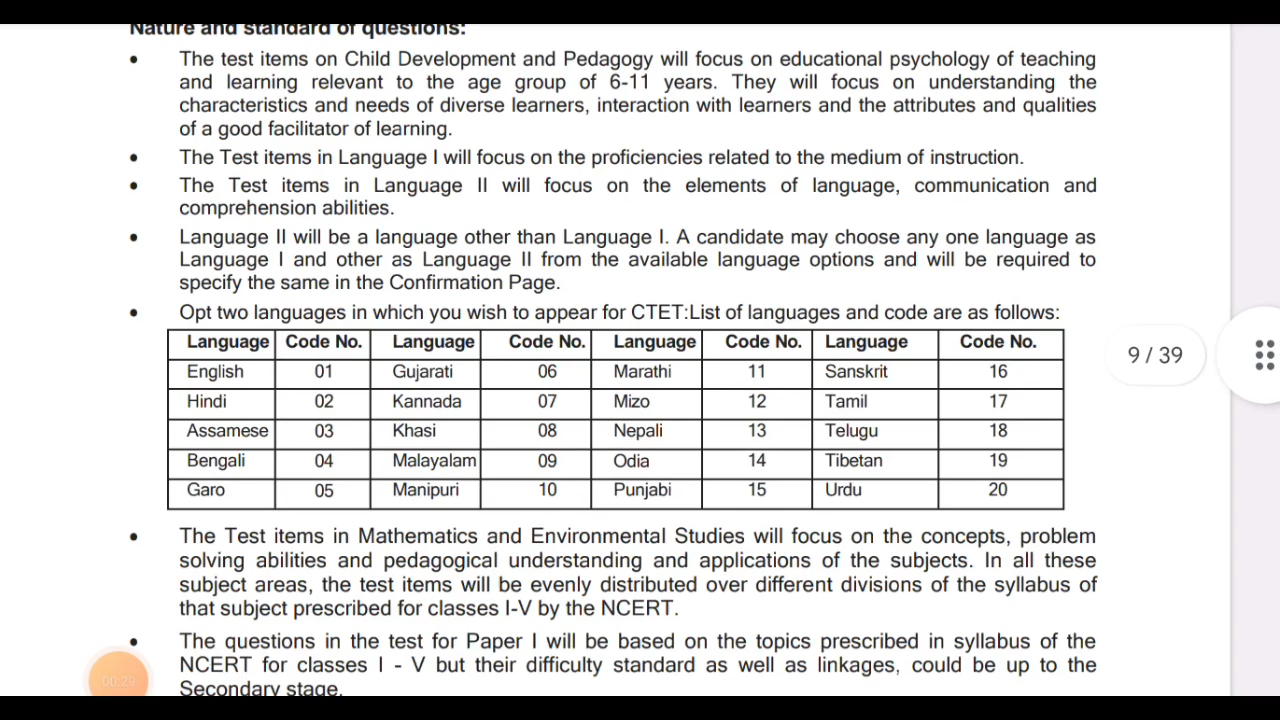 Nature and standard of questions:
• The test items on Child Development and Pedagogy will focus on educational psychology of teaching
and learning relevant to the age group of 6-11 years. They will focus on understanding the
characteristics and needs of diverse learners, interaction with learners and the attributes and qualities
of a good facilitator of learning.
• The Test items in Language I will focus on the proficiencies related to the medium of instruction.
• The Test items in Language II will focus on the elements of language, communication and
comprehension abilities.
• Language II will be a language other than Language I. A candidate may choose any one language as
Language I and other as Language II from the available language options and will be required to
specify the same in the Confirmation Page.
• Opt two languages in which you wish to appear for CTET:List of languages and code are as follows:
Language Code No. Language Code No. Language Code No. Language Code No.
English 01 Gujarati 06 Marathi 11 Sanskrit 16
Hindi 02 Kannada 07 Mizo 12 Tamil 17
Assamese 03 Khasi 08 Nepali 13 Telugu 18
Bengali 04 Malayalam 09 Odia 14 Tibetan 19
Garo 05 Manipuri 10 Punjabi 15 Urdu 20
9 / 39
• The Test items in Mathematics and Environmental Studies will focus on the concepts, problem
solving abilities and pedagogical understanding and applications of the subjects. In all these
subject areas, the test items will be evenly distributed over different divisions of the syllabus of
that subject prescribed for classes I-V by the NCERT.
• The questions in the test for Paper I will be based on the topics prescribed in syllabus of the
NCERT for classes I - V but their difficulty standard as well as linkages, could be up to the
Secondary stage.
00:29